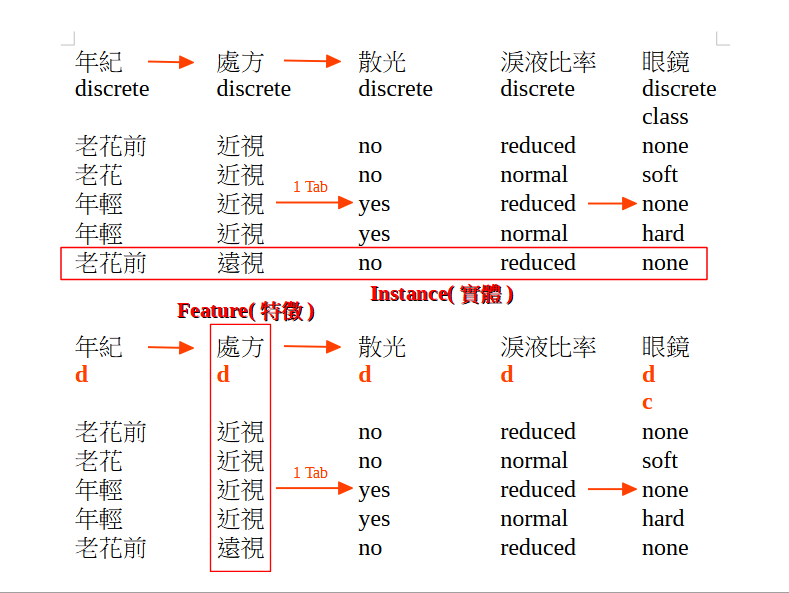 年紀 處方 散光 淚液比率 眼鏡
discrete discrete discrete discrete discrete
class
老花前 近視 no reduced none
老花 近視 no normal soft
1 Tab
年輕 近視 yes reduced none
年輕 近視 yes normal hard
老花前 遠視 no reduced none
Instance( 實體 )
Feature( 特徵 )
年紀 處方 散光 淚液比率 眼鏡
d d d d d
c
老花前 近視 no reduced none
老花 近視 no normal soft
1 Tab
年輕 近視 yes reduced none
年輕 近視 yes normal hard
老花前 遠視 no reduced none